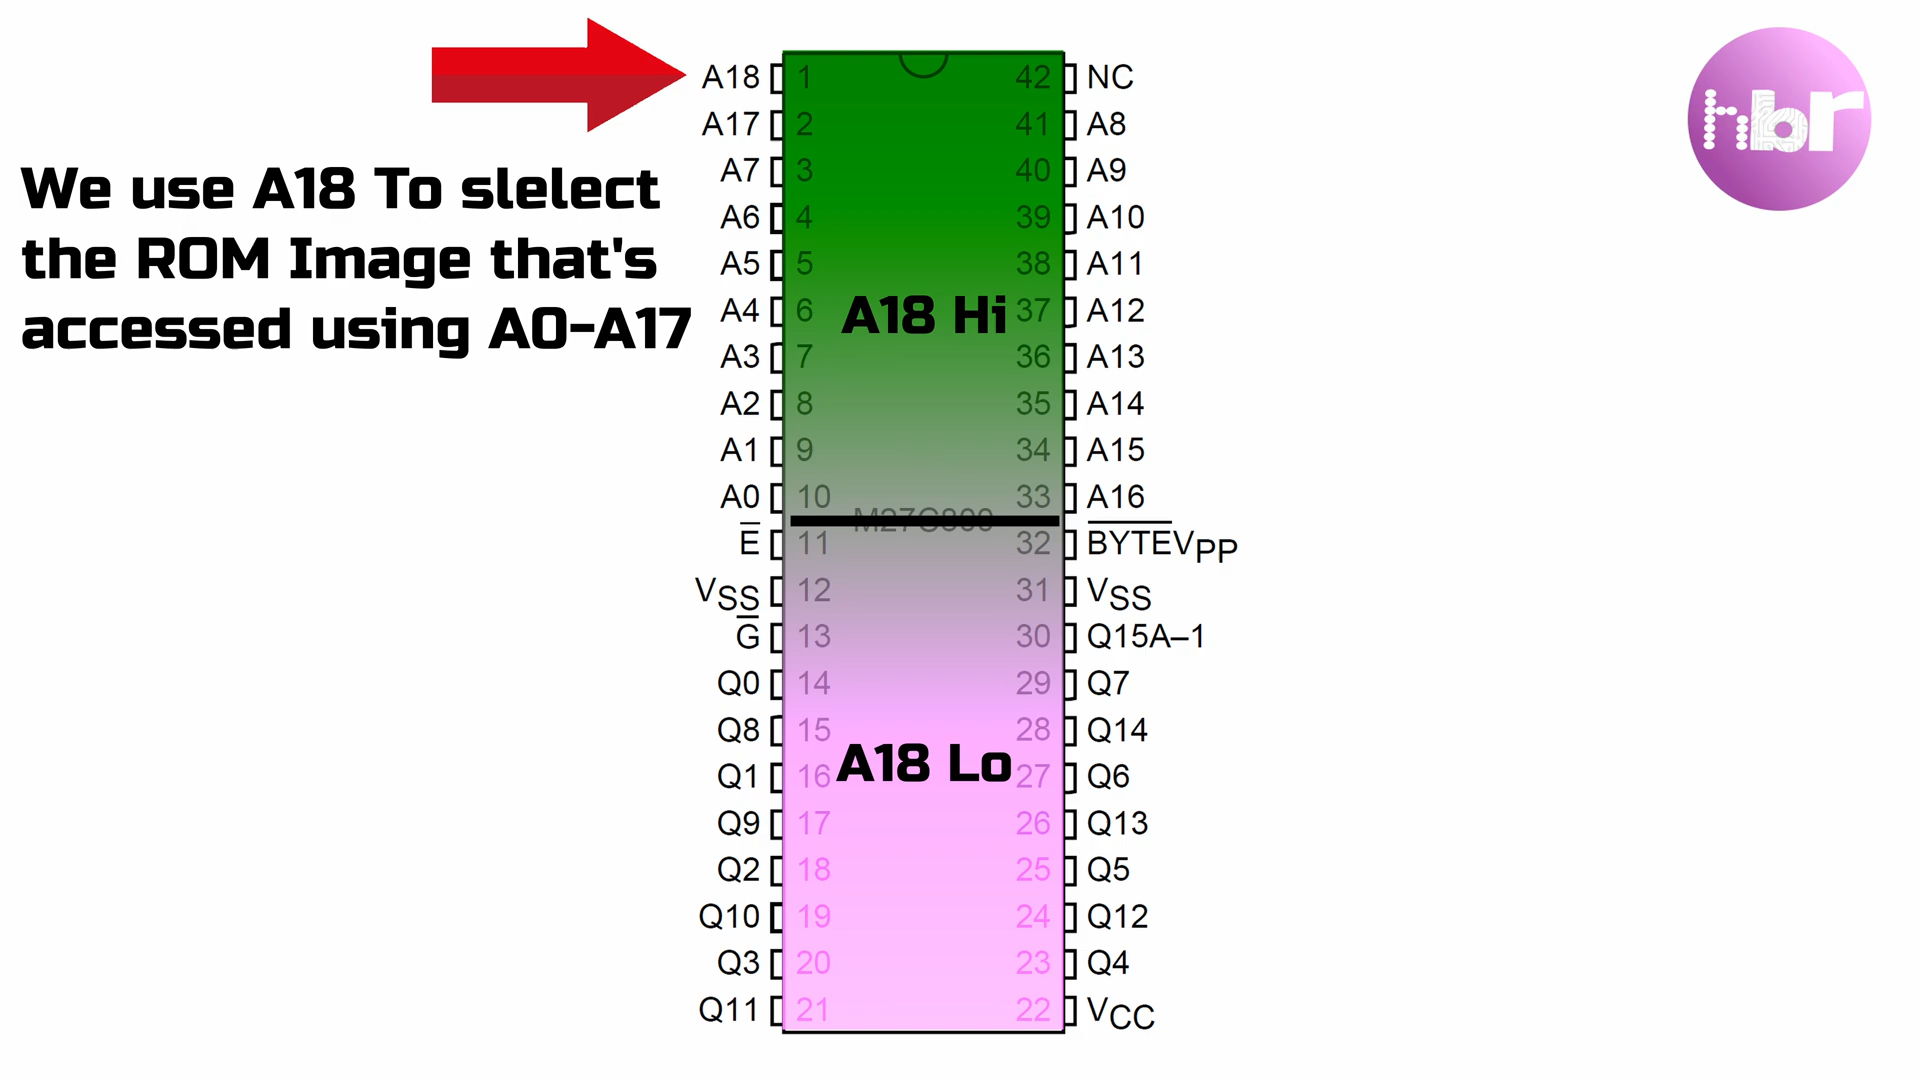 We use A18 To slelect
the ROM Image that's
accessed using A0-A17
hbr
A18 1 42 NC
A17 2 41 A8
A7 3 40 A9
A6 4 39 A10
A5 5 38 A11
A4 6 A18 Hi 37 A12
A3 7 36 A13
A2 8 35 A14
A1 9 34 A15
A0 10 33 A16
M27C800
E 11 32 BYTEVPP
VSS 12 31 VSS
G 13 30 Q15A–1
Q0 14 29 Q7
Q8 15 28 Q14
Q1 16 A18 Lo 27 Q6
Q9 17 26 Q13
Q2 18 25 Q5
Q10 19 24 Q12
Q3 20 23 Q4
Q11 21 22 VCC